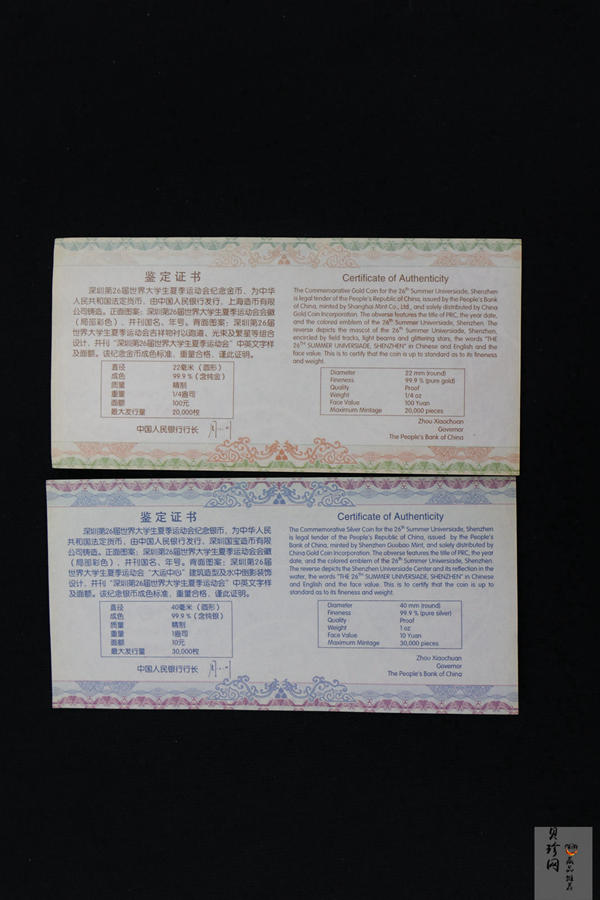 鉴定证书
深圳第26届世界大学生夏季运动会纪念金币，为中华
人民共和国法定货币，由中国人民银行发行，上海造币有限
公司铸造。正面图案：深圳第26届世界大学生夏季运动会会徽
（局部彩色），并刊国名、年号。背面图案：深圳第26届
世界大学生夏季运动会吉祥物衬以跑道、光束及繁星等组合
设计，并刊“深圳第26届世界大学生夏季运动会”中英文字样
及面额。该纪念金币成色标准，重量合格，谨此证明。
直径 22毫米（圆形）
成色 99.9％（含纯金）
质量 精制
重量 1/4盎司
面额 100元
最大发行量 20,000枚
中国人民银行行长
Certificate of Authenticity
The Commemorative Gold Coin for the 26th Summer Universiade, Shenzhen
is legal tender of the People's Republic of China, issued by the People's Bank
of China, minted by Shanghai Mint Co., Ltd., and solely distributed by China
Gold Coin Incorporation. The obverse features the title of PRC, the year date,
and the colored emblem of the 26th Summer Universiade, Shenzhen. The
reverse depicts the mascot of the 26th Summer Universiade, Shenzhen,
encircled by field tracks, light beams and glittering stars, the words "THE
26TH SUMMER UNIVERSIADE, SHENZHEN" in Chinese and English and the
face value. This is to certify that the coin is up to standard as to its fineness
and weight.
Diameter 22 mm (round)
Fineness 99.9 % (pure gold)
Quality Proof
Weight 1/4 oz
Face Value 100 Yuan
Maximum Mintage 20,000 pieces
Zhou Xiaochuan
Governor
The People's Bank of China
鉴定证书
深圳第26届世界大学生夏季运动会纪念银币，为中华人民
共和国法定货币，由中国人民银行发行，深圳国宝造币有限
公司铸造。正面图案：深圳第26届世界大学生夏季运动会会徽
（局部彩色），并刊国名、年号。背面图案：深圳第26届世
界大学生夏季运动会“大运中心”建筑造型及水中倒影装饰
设计，并刊“深圳第26届世界大学生夏季运动会”中英文字样
及面额。该纪念银币成色标准，重量合格，谨此证明。
直径 40毫米（圆形）
成色 99.9％（含纯银）
质量 精制
重量 1盎司
面额 10元
最大发行量 30,000枚
中国人民银行行长
Certificate of Authenticity
The Commemorative Silver Coin for the 26th Summer Universiade, Shenzhen
is legal tender of the People's Republic of China, issued by the People's
Bank of China, minted by Shenzhen Guobao Mint, and solely distributed by
China Gold Coin Incorporation. The obverse features the title of PRC, the year
date, and the colored emblem of the 26th Summer Universiade, Shenzhen.
The reverse depicts the Shenzhen Universiade Center and its reflection in the
water, the words "THE 26TH SUMMER UNIVERSIADE, SHENZHEN" in Chinese
and English and the face value. This is to certify that the coin is up to
standard as to its fineness and weight.
Diameter 40 mm (round)
Fineness 99.9 % (pure silver)
Quality Proof
Weight 1 oz
Face Value 10 Yuan
Maximum Mintage 30,000 pieces
Zhou Xiaochuan
Governor
The People's Bank of China
贝珍网